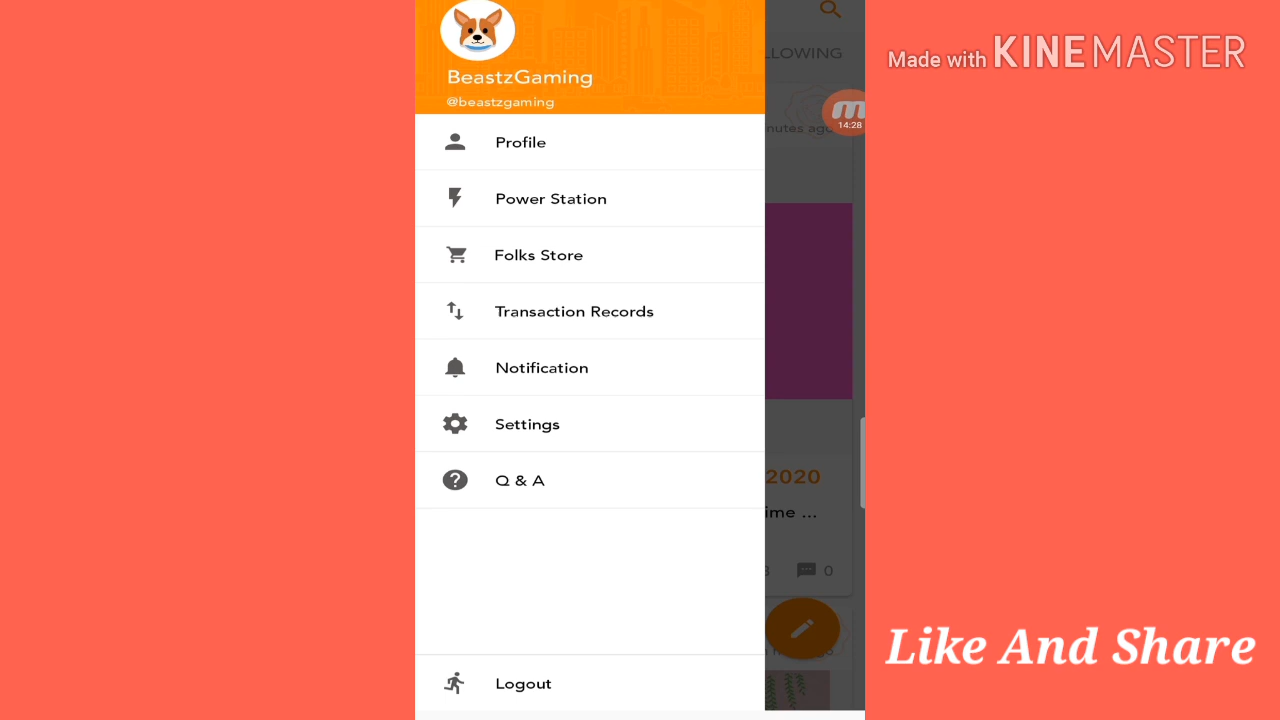 Made with KINEMASTER
LLOWING
BeastzGaming
@beastzgaming
14:28
nutes ago
Profile
Power Station
Folks Store
Transaction Records
Notification
Settings
2020
Q & A
ime ...
0
Like And Share
Logout